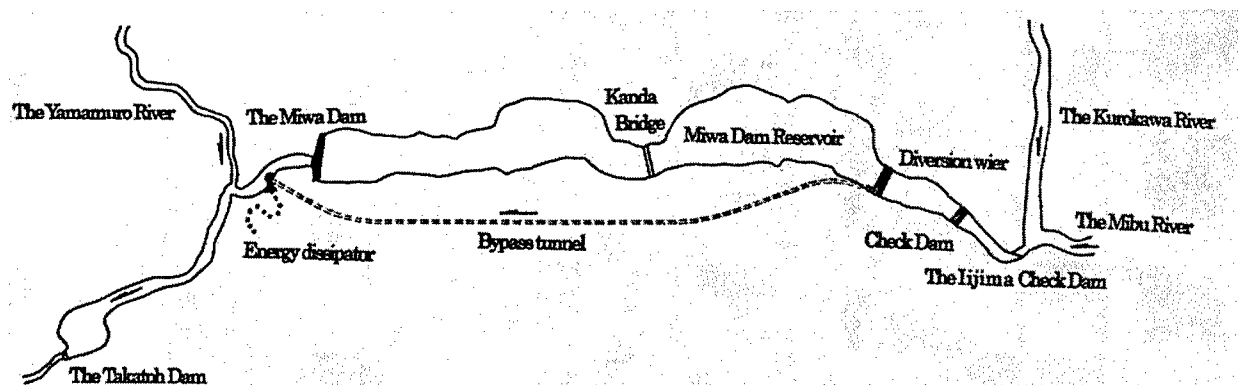 The Yamamuro River
The Miwa Dam
Kanda
Bridge
Miwa Dam Reservoir
Diversion wier
The Kurokawa River
The Mibu River
Check Dam
The Iijima Check Dam
Bypass tunnel
Energy dissipator
The Takatoh Dam